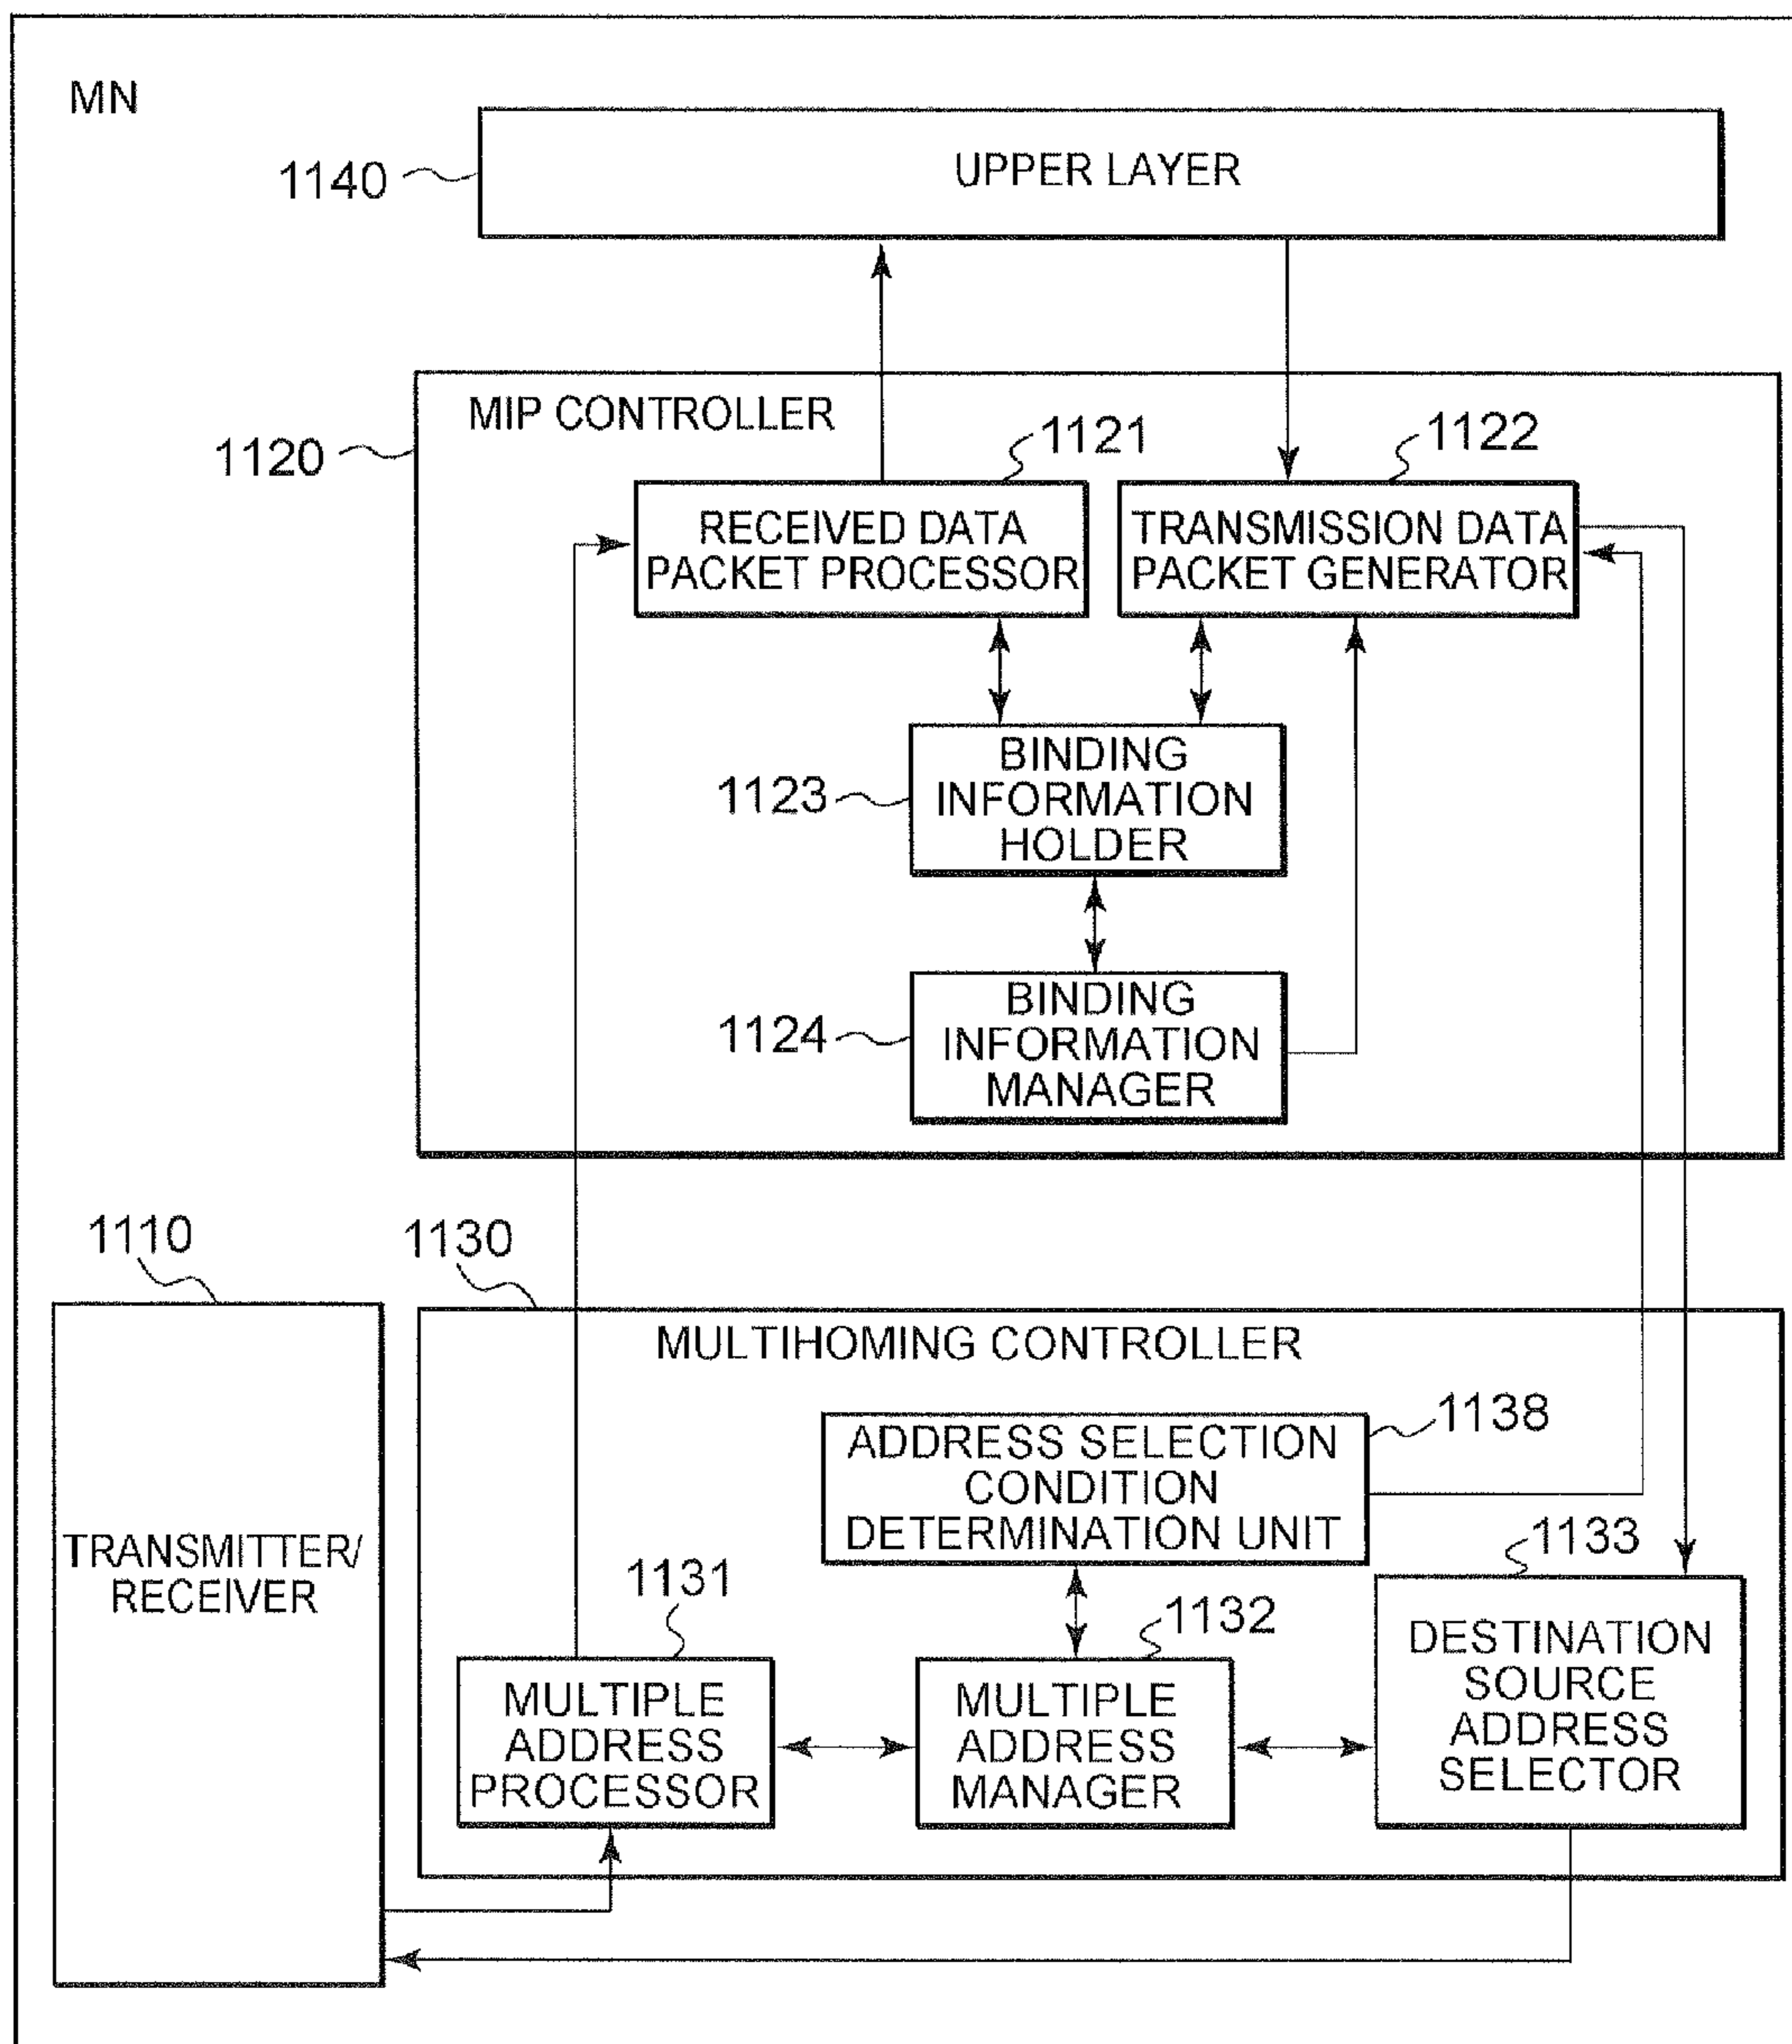 MN
UPPER LAYER
1140
MIP CONTROLLER
1120
1121
1122
RECEIVED DATA
PACKET PROCESSOR
TRANSMISSION DATA
PACKET GENERATOR
BINDING
INFORMATION
HOLDER
1123
BINDING
INFORMATION
MANAGER
1124
1110
1130
TRANSMITTER/
RECEIVER
MULTIHOMING CONTROLLER
1138
ADDRESS SELECTION
CONDITION
DETERMINATION UNIT
1131
1132
1133
MULTIPLE
ADDRESS
PROCESSOR
MULTIPLE
ADDRESS
MANAGER
DESTINATION
SOURCE
ADDRESS
SELECTOR